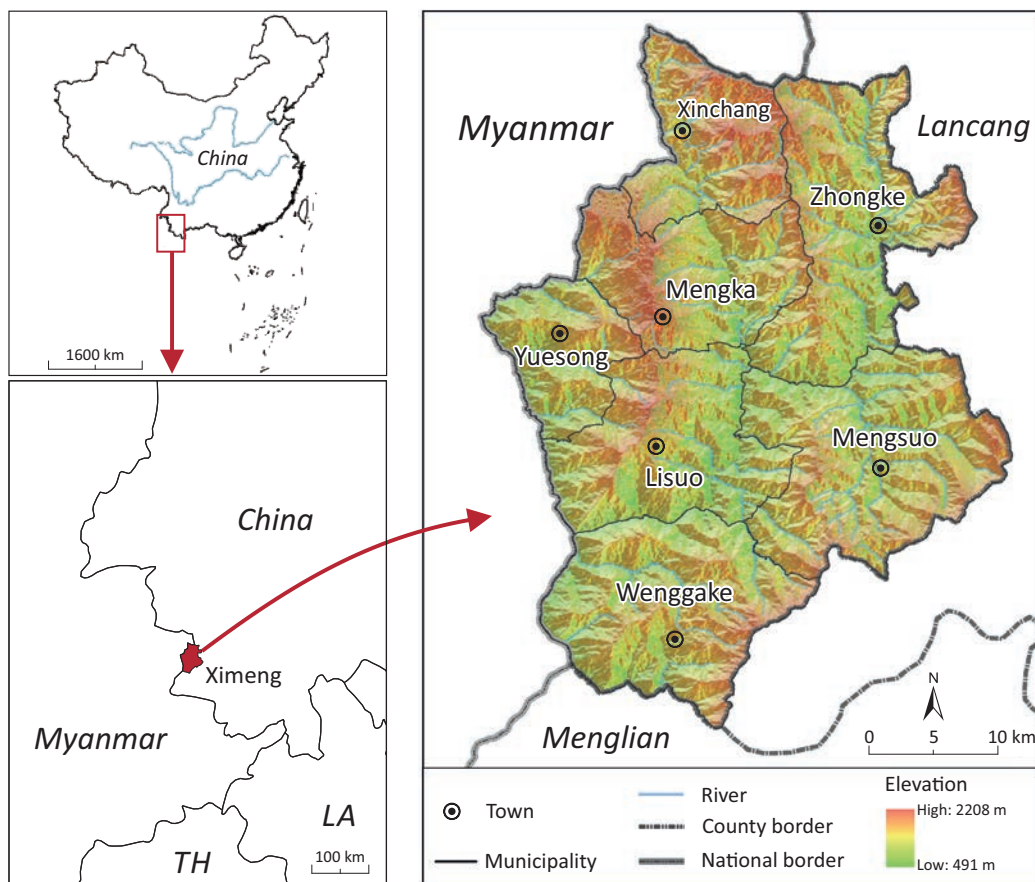 China
1600 km
China
Ximeng
Myanmar
LA
TH
100 km
Myanmar
Xinchang
Lancang
Zhongke
Mengka
Yuesong
Mengsuo
Lisuo
Wenggake
N
Menglian
0 5 10 km
Town
Municipality
River
County border
National border
Elevation
High: 2208 m
Low: 491 m